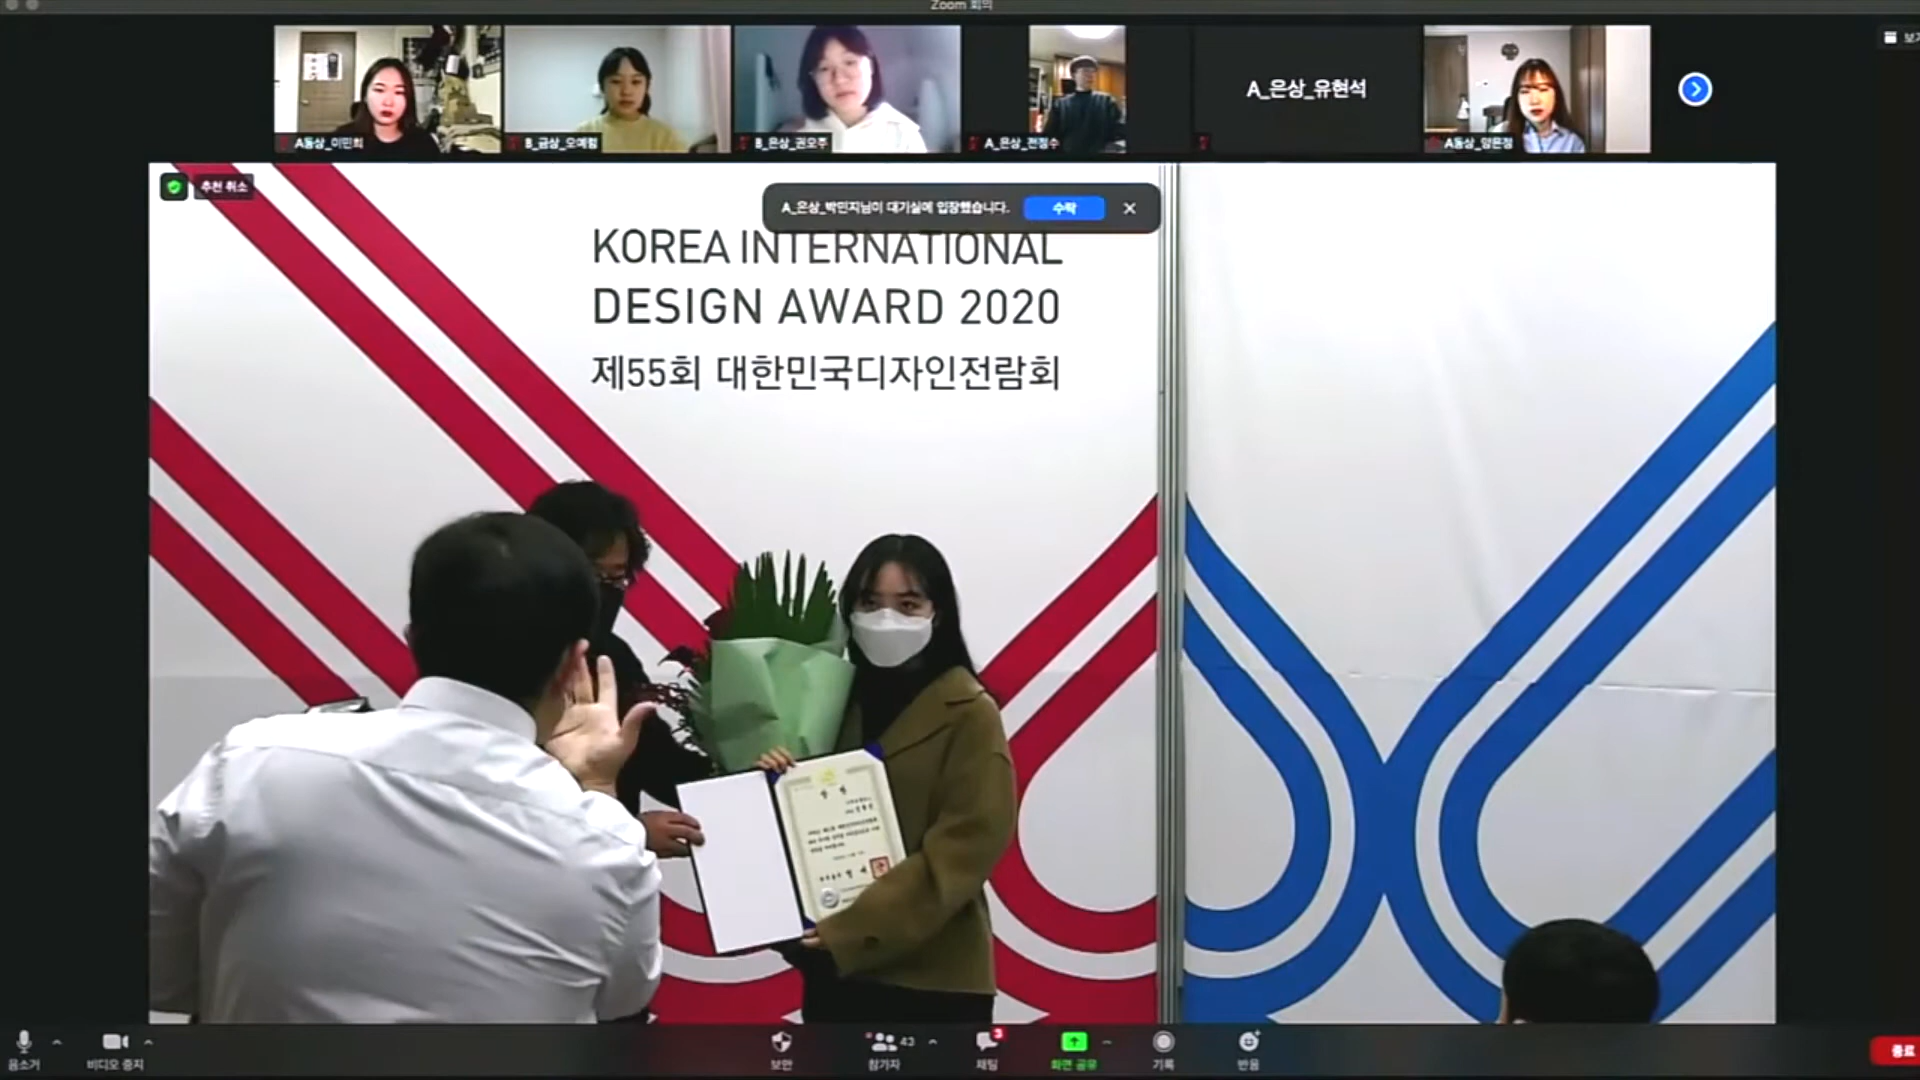 Zoom 회의
보기
A동상_이민희
B_금상_오예림
B_은상_권오주
A_은상_전정수
A_은상_유현석
A동상_양은정
추천 취소
A_은상_박민지님이 대기실에 입장했습니다.
수락
KOREA INTERNATIONAL
DESIGN AWARD 2020
제55회 대한민국디자인전람회
상장
음소거
비디오 중지
보안
43
참가자
3
채팅
화면 공유
기록
반응
종료